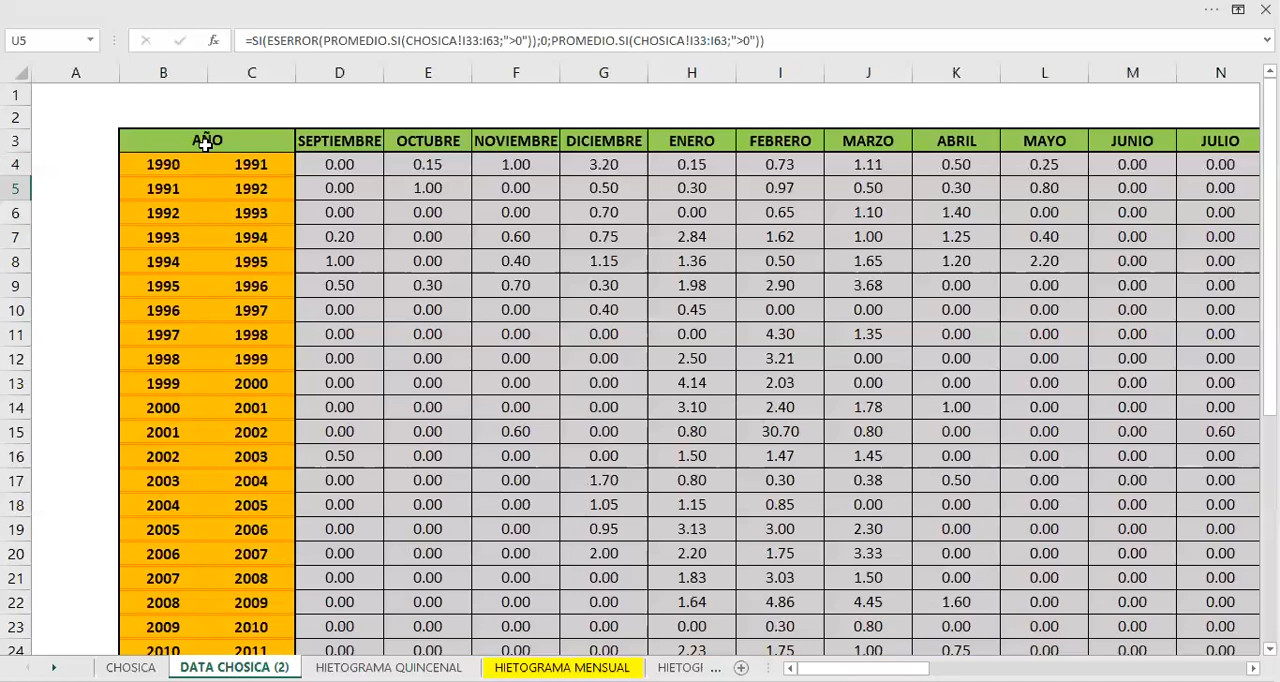 U5 fx =SI(ESERROR(PROMEDIO.SI(CHOSICA!I33:I63;">0"));0;PROMEDIO.SI(CHOSICA!I33:I63;">0"))
A B C D E F G H I J K L M N
1
2
3 AÑO SEPTIEMBRE OCTUBRE NOVIEMBRE DICIEMBRE ENERO FEBRERO MARZO ABRIL MAYO JUNIO JULIO
4 1990 1991 0.00 0.15 1.00 3.20 0.15 0.73 1.11 0.50 0.25 0.00 0.00
5 1991 1992 0.00 1.00 0.00 0.50 0.30 0.97 0.50 0.30 0.80 0.00 0.00
6 1992 1993 0.00 0.00 0.00 0.70 0.00 0.65 1.10 1.40 0.00 0.00 0.00
7 1993 1994 0.20 0.00 0.60 0.75 2.84 1.62 1.00 1.25 0.40 0.00 0.00
8 1994 1995 1.00 0.00 0.40 1.15 1.36 0.50 1.65 1.20 2.20 0.00 0.00
9 1995 1996 0.50 0.30 0.70 0.30 1.98 2.90 3.68 0.00 0.00 0.00 0.00
10 1996 1997 0.00 0.00 0.00 0.40 0.45 0.00 0.00 0.00 0.00 0.00 0.00
11 1997 1998 0.00 0.00 0.00 0.00 0.00 4.30 1.35 0.00 0.00 0.00 0.00
12 1998 1999 0.00 0.00 0.00 0.00 2.50 3.21 0.00 0.00 0.00 0.00 0.00
13 1999 2000 0.00 0.00 0.00 0.00 4.14 2.03 0.00 0.00 0.00 0.00 0.00
14 2000 2001 0.00 0.00 0.00 0.00 3.10 2.40 1.78 1.00 0.00 0.00 0.00
15 2001 2002 0.00 0.00 0.60 0.00 0.80 30.70 0.80 0.00 0.00 0.00 0.60
16 2002 2003 0.50 0.00 0.00 0.00 1.50 1.47 1.45 0.00 0.00 0.00 0.00
17 2003 2004 0.00 0.00 0.00 1.70 0.80 0.30 0.38 0.50 0.00 0.00 0.00
18 2004 2005 0.00 0.00 0.00 1.05 1.15 0.85 0.00 0.00 0.00 0.00 0.00
19 2005 2006 0.00 0.00 0.00 0.95 3.13 3.00 2.30 0.00 0.00 0.00 0.00
20 2006 2007 0.00 0.00 0.00 2.00 2.20 1.75 3.33 0.00 0.00 0.00 0.00
21 2007 2008 0.00 0.00 0.00 0.00 1.83 3.03 1.50 0.00 0.00 0.00 0.00
22 2008 2009 0.00 0.00 0.00 0.00 1.64 4.86 4.45 1.60 0.00 0.00 0.00
23 2009 2010 0.00 0.00 0.00 0.00 0.00 0.30 0.80 0.00 0.00 0.00 0.00
24 2010 2011 0.00 0.00 0.00 0.00 2.23 1.75 1.00 0.75 0.00 0.00 0.00
CHOSICA DATA CHOSICA (2) HIETOGRAMA QUINCENAL HIETOGRAMA MENSUAL HIETOGI ...